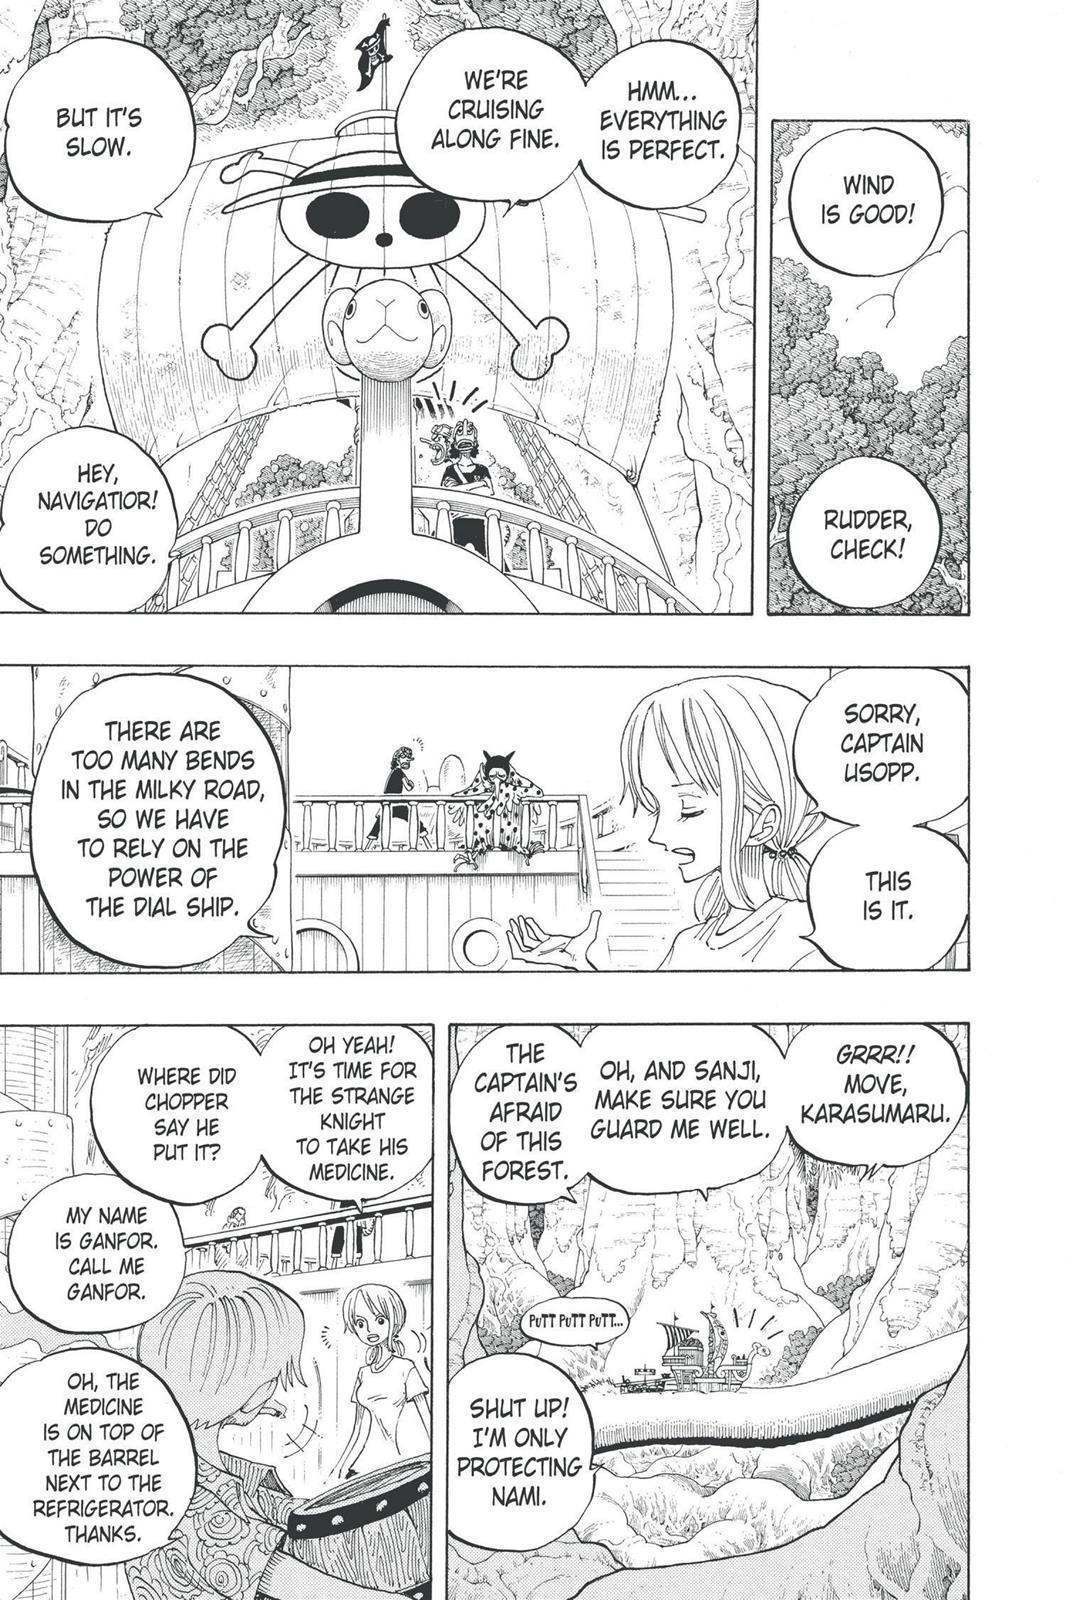 WIND
IS GOOD!
RUDDER,
CHECK!
HMM...
EVERYTHING
IS PERFECT.
WE'RE
CRUISING
ALONG FINE.
BUT IT'S
SLOW.
HEY,
NAVIGATIOR!
DO
SOMETHING.
SORRY,
CAPTAIN
USOPP.
THIS
IS IT.
THERE ARE
TOO MANY BENDS
IN THE MILKY ROAD,
SO WE HAVE
TO RELY ON THE
POWER OF
THE DIAL SHIP.
GRRR!!
MOVE,
KARASUMARU.
OH, AND SANJI,
MAKE SURE YOU
GUARD ME WELL.
THE
CAPTAIN'S
AFRAID
OF THIS
FOREST.
PUTT PUTT PUTT...
SHUT UP!
I'M ONLY
PROTECTING
NAMI.
OH YEAH!
IT'S TIME FOR
THE STRANGE
KNIGHT
TO TAKE HIS
MEDICINE.
WHERE DID
CHOPPER
SAY HE
PUT IT?
MY NAME
IS GANFOR.
CALL ME
GANFOR.
OH, THE
MEDICINE
IS ON TOP OF
THE BARREL
NEXT TO THE
REFRIGERATOR.
THANKS.